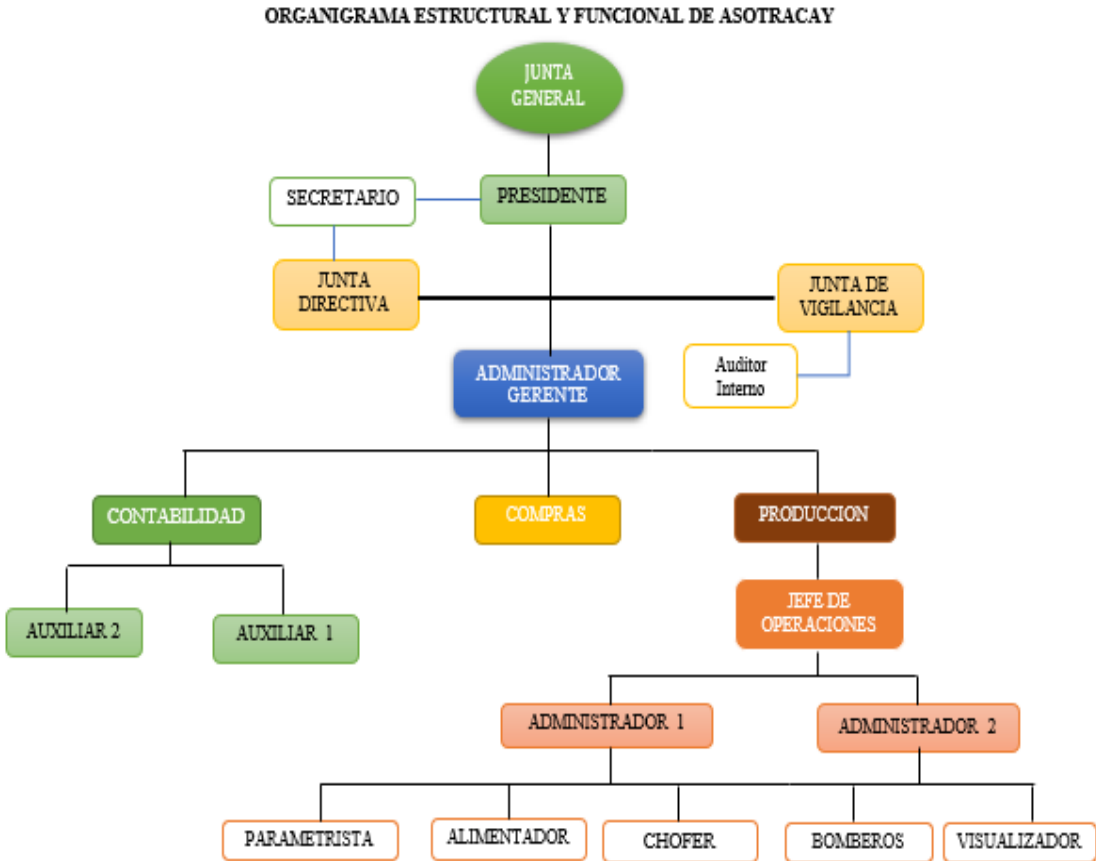 ORGANIGRAMA ESTRUCTURAL Y FUNCIONAL DE ASOTRACAY
JUNTA
GENERAL
SECRETARIO
PRESIDENTE
JUNTA
DIRECTIVA
JUNTA DE
VIGILANCIA
Auditor
Interno
ADMINISTRADOR
GERENTE
CONTABILIDAD
COMPRAS
PRODUCCION
AUXILIAR 2
AUXILIAR 1
JEFE DE
OPERACIONES
ADMINISTRADOR 1
ADMINISTRADOR 2
PARAMETRISTA
ALIMENTADOR
CHOFER
BOMBEROS
VISUALIZADOR